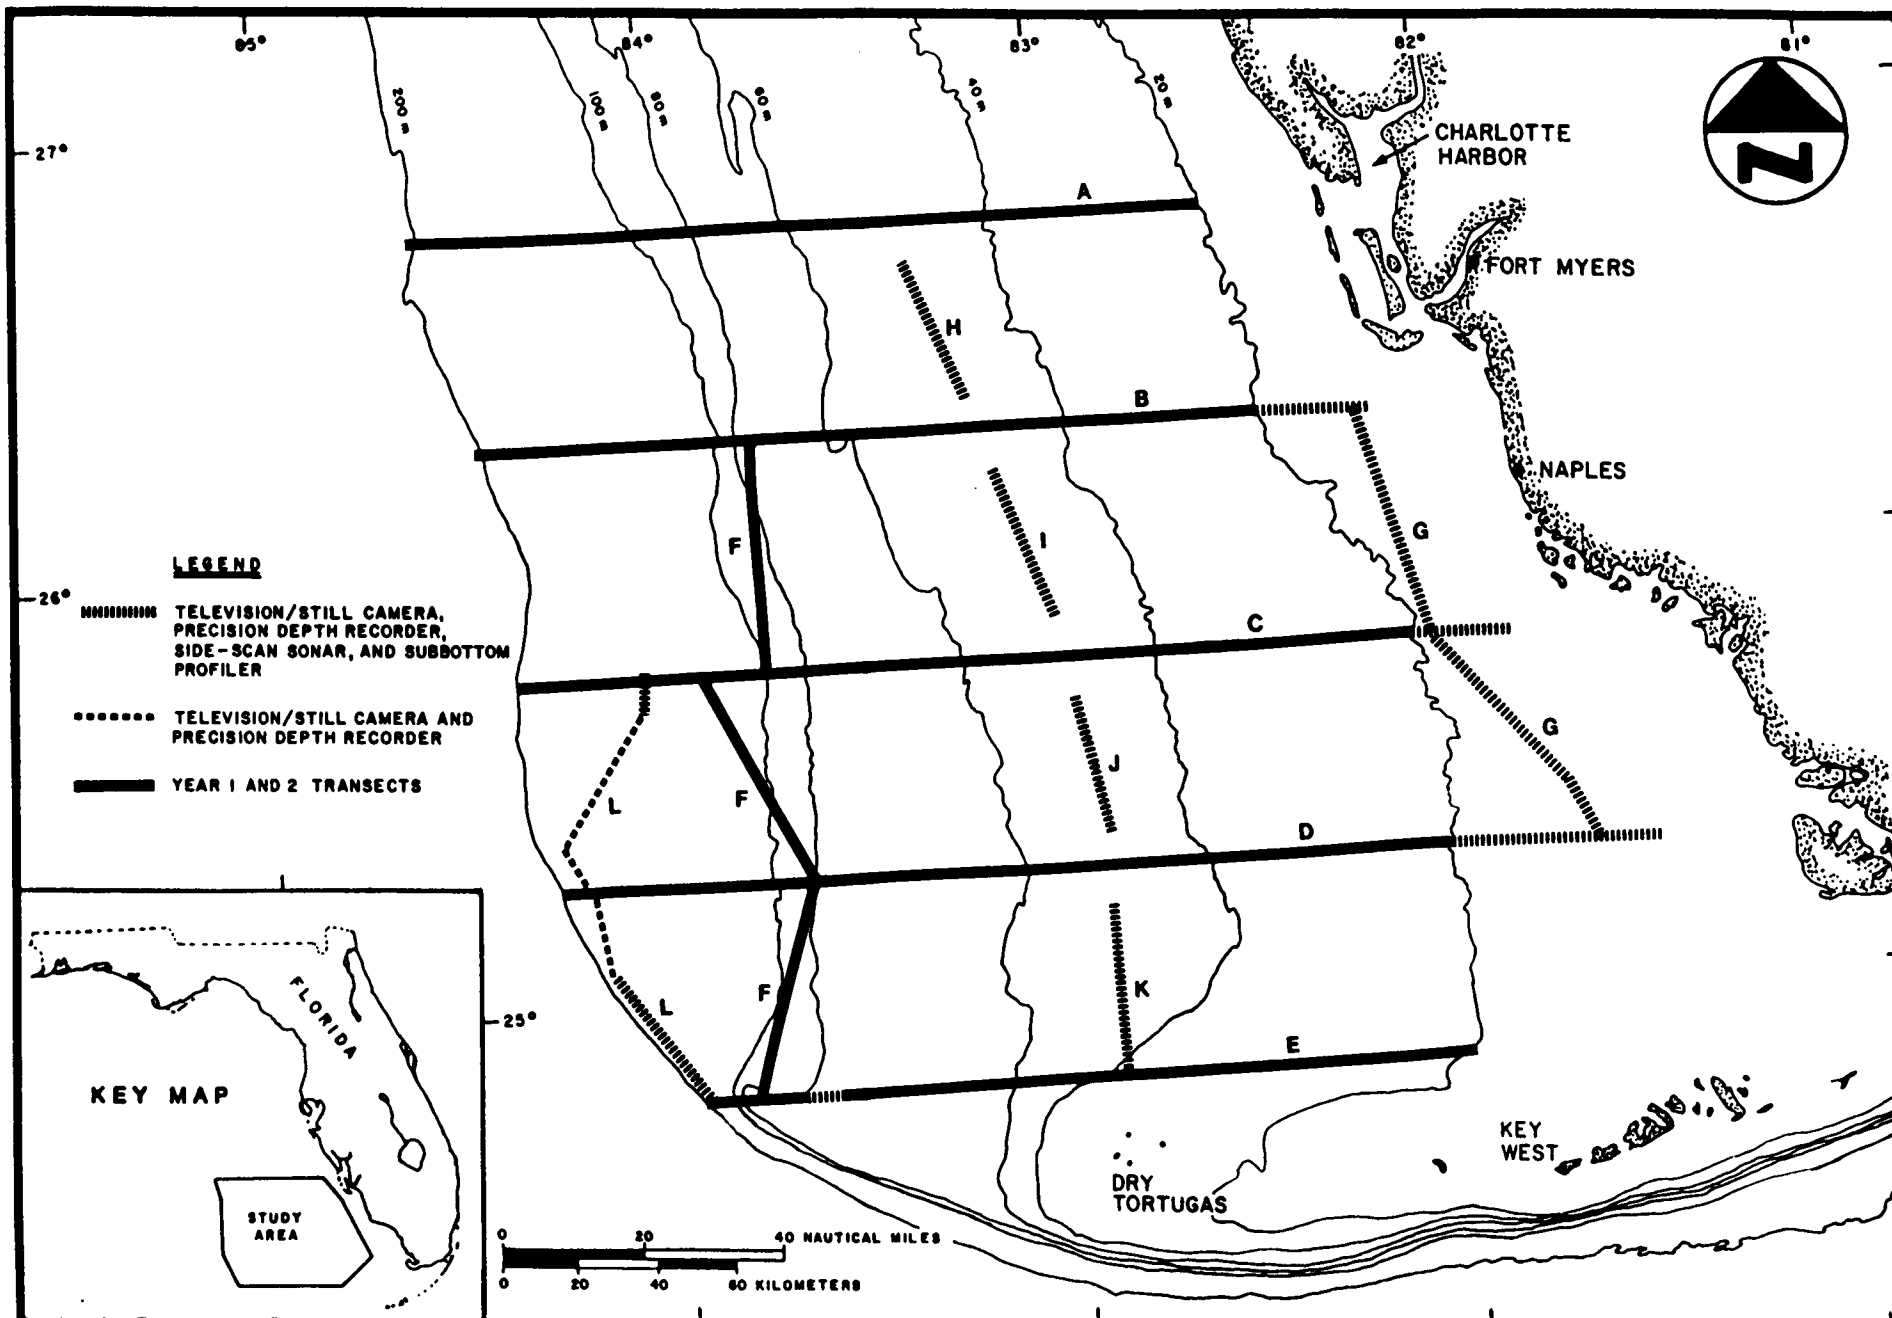 85°
84°
83°
82°
81°
200 m
100 m
80 m
60 m
40 m
20 m
27°
CHARLOTTE
HARBOR
N
A
FORT MYERS
H
B
NAPLES
G
F
I
LEGEND
26°
TELEVISION/STILL CAMERA,
PRECISION DEPTH RECORDER,
SIDE-SCAN SONAR, AND SUBBOTTOM
PROFILER
C
TELEVISION/STILL CAMERA AND
PRECISION DEPTH RECORDER
G
J
YEAR 1 AND 2 TRANSECTS
L
F
D
FLORIDA
F
L
K
25°
E
KEY MAP
KEY
WEST
DRY
TORTUGAS
STUDY
AREA
0 20 40 NAUTICAL MILES
0 20 40 60 KILOMETERS